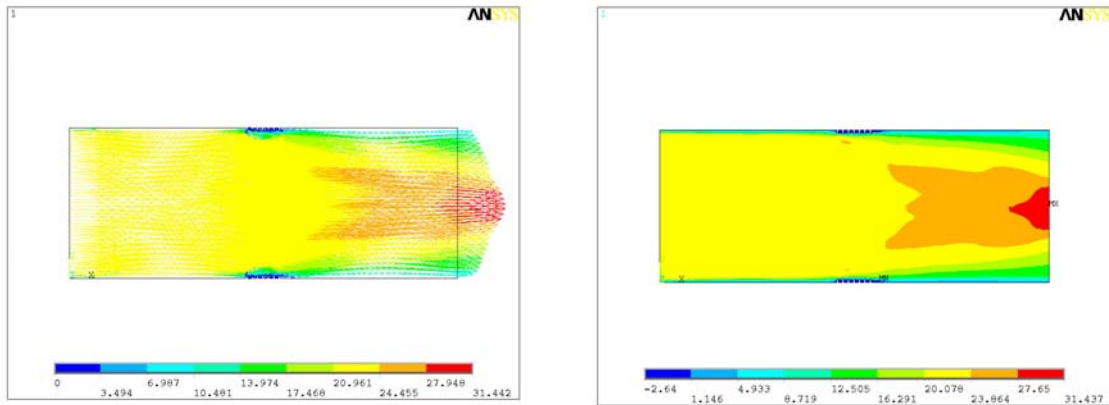 1
ANSYS
X
0 6.987 13.974 20.961 27.948
3.494 10.481 17.468 24.455 31.442
1
ANSYS
MX
X
MN
-2.64 4.933 12.505 20.078 27.65
1.146 8.719 16.291 23.864 31.437